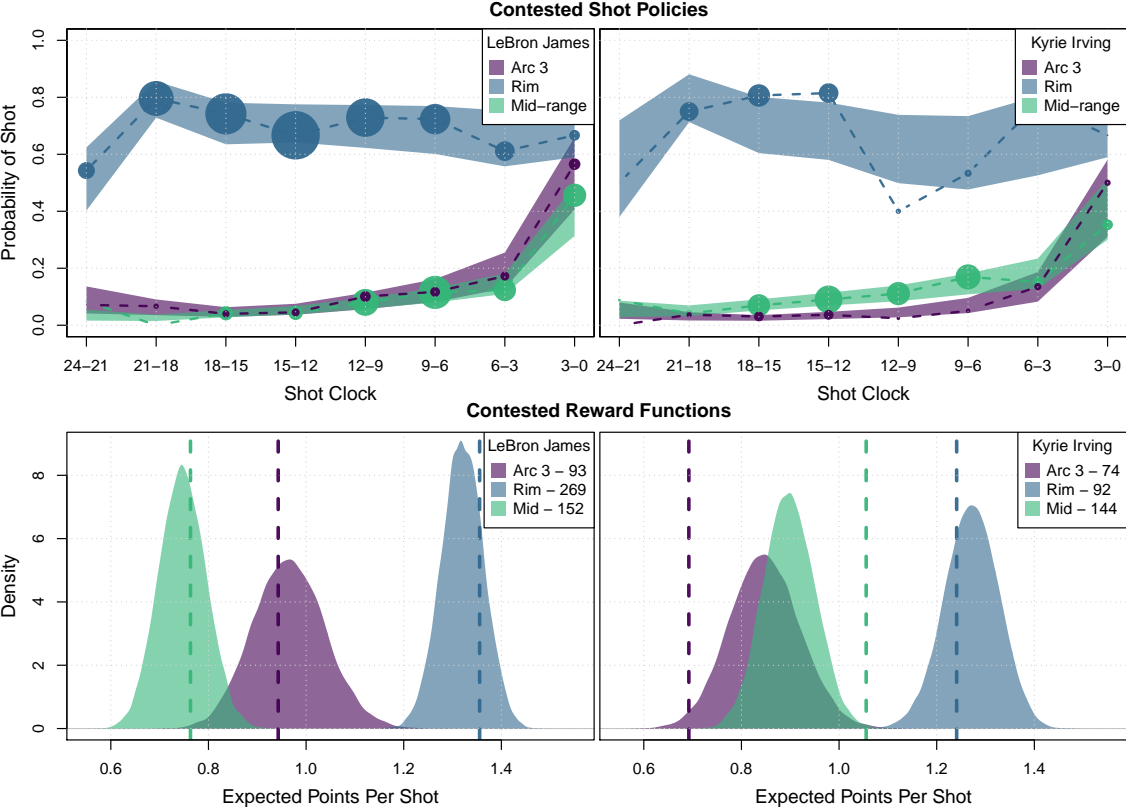 Contested Shot Policies
Probability of Shot
1.0
0.8
0.6
0.4
0.2
0.0
LeBron James
Arc 3
Rim
Mid−range
Kyrie Irving
Arc 3
Rim
Mid−range
24−21 21−18 18−15 15−12 12−9 9−6 6−3 3−0
24−21 21−18 18−15 15−12 12−9 9−6 6−3 3−0
Shot Clock
Shot Clock
Contested Reward Functions
Density
8
6
4
2
0
LeBron James
Arc 3 − 93
Rim − 269
Mid − 152
Kyrie Irving
Arc 3 − 74
Rim − 92
Mid − 144
0.6 0.8 1.0 1.2 1.4
0.6 0.8 1.0 1.2 1.4
Expected Points Per Shot
Expected Points Per Shot